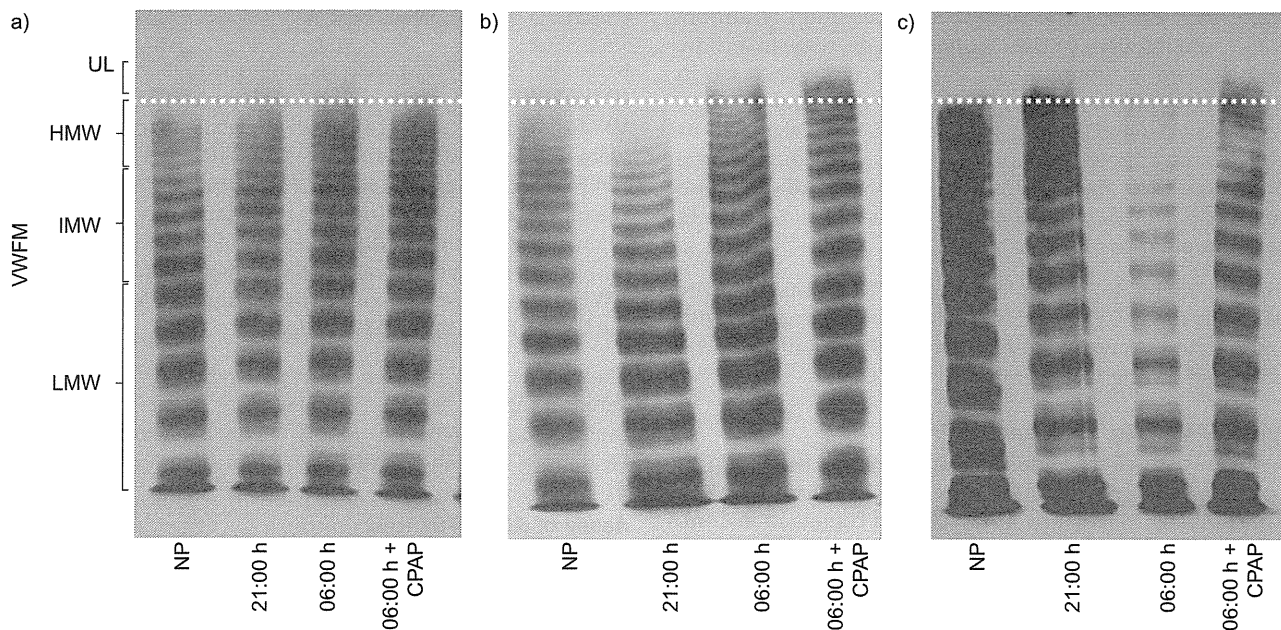 a)
b)
c)
UL
HMW
IMW
LMW
VWFM
NP
21:00 h
06:00 h
06:00 h +
CPAP
NP
21:00 h
06:00 h
06:00 h +
CPAP
NP
21:00 h
06:00 h
06:00 h +
CPAP